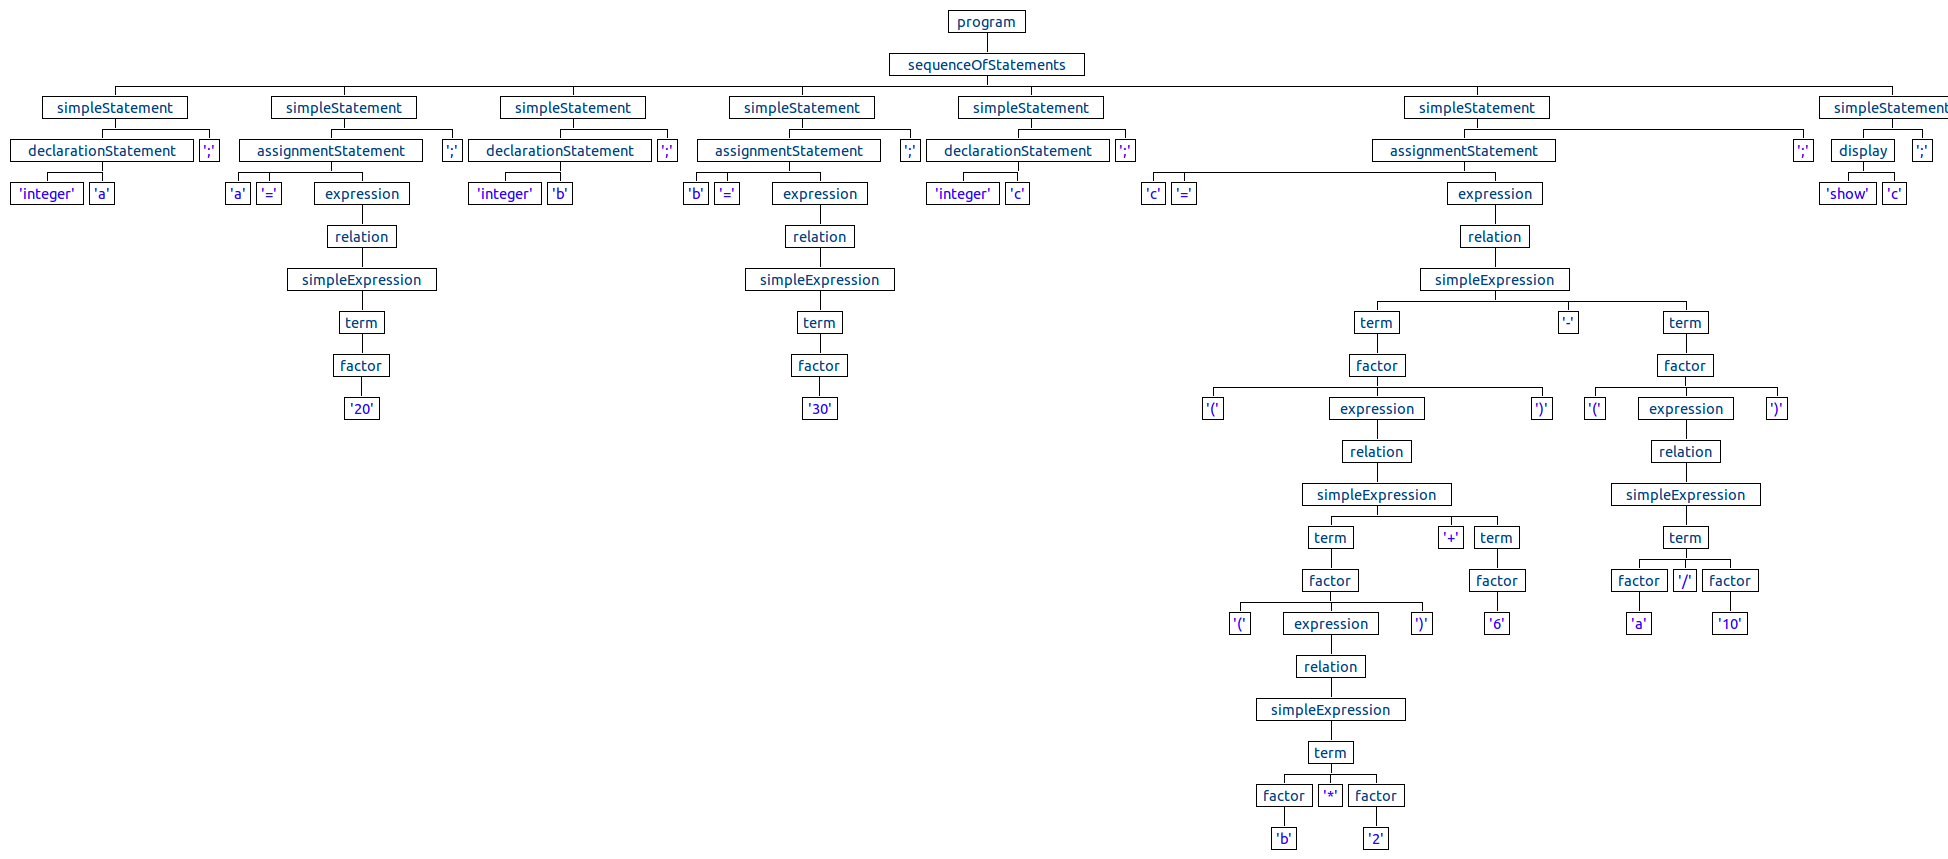 program
sequenceOfStatements
simpleStatement simpleStatement simpleStatement simpleStatement simpleStatement simpleStatement simpleStatement
declarationStatement ';' assignmentStatement ';' declarationStatement ';' assignmentStatement ';' declarationStatement ';' assignmentStatement ';' display ';'
'integer' 'a' 'a' '=' expression 'integer' 'b' 'b' '=' expression 'integer' 'c' 'c' '=' expression 'show' 'c'
relation relation relation
simpleExpression simpleExpression simpleExpression
term term term '-' term
factor factor factor factor
'20' '30' '(' expression ')' '(' expression ')'
relation relation
simpleExpression simpleExpression
term '+' term term
factor factor factor '/' factor
'(' expression ')' '6' 'a' '10'
relation
simpleExpression
term
factor '*' factor
'b' '2'